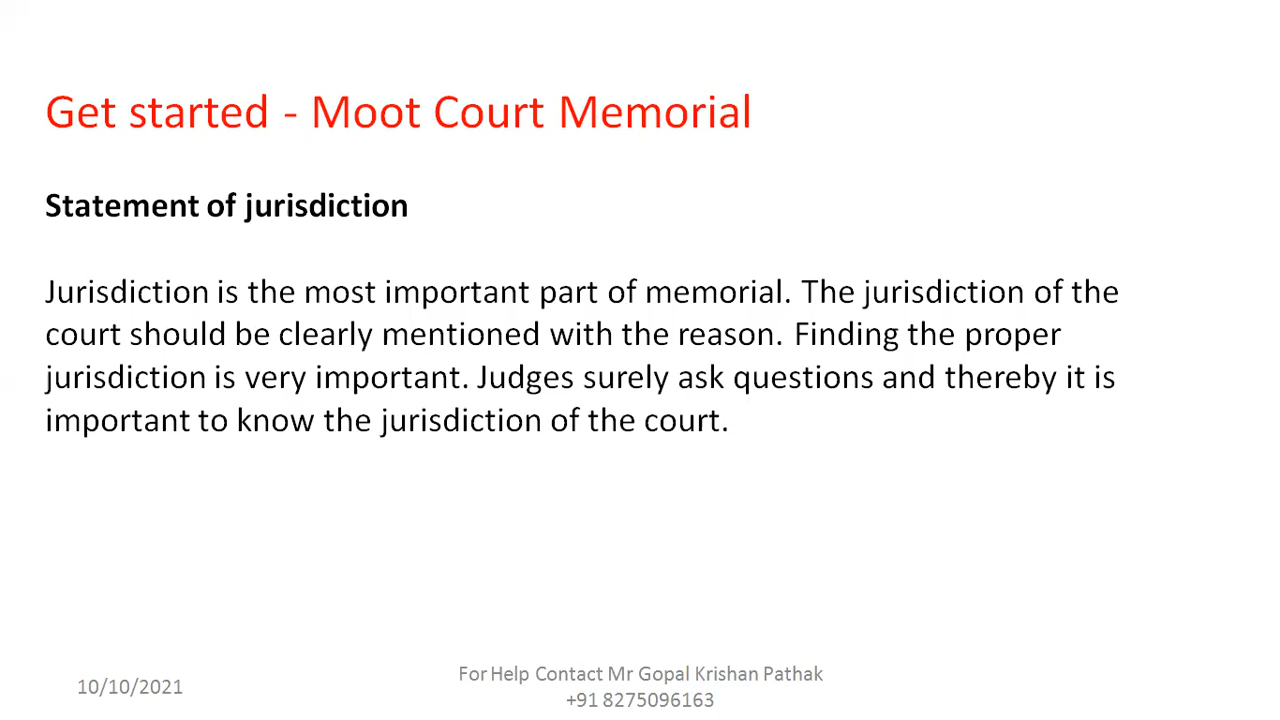 Get started - Moot Court Memorial
Statement of jurisdiction
Jurisdiction is the most important part of memorial. The jurisdiction of the
court should be clearly mentioned with the reason. Finding the proper
jurisdiction is very important. Judges surely ask questions and thereby it is
important to know the jurisdiction of the court.
10/10/2021
For Help Contact Mr Gopal Krishan Pathak
+91 8275096163